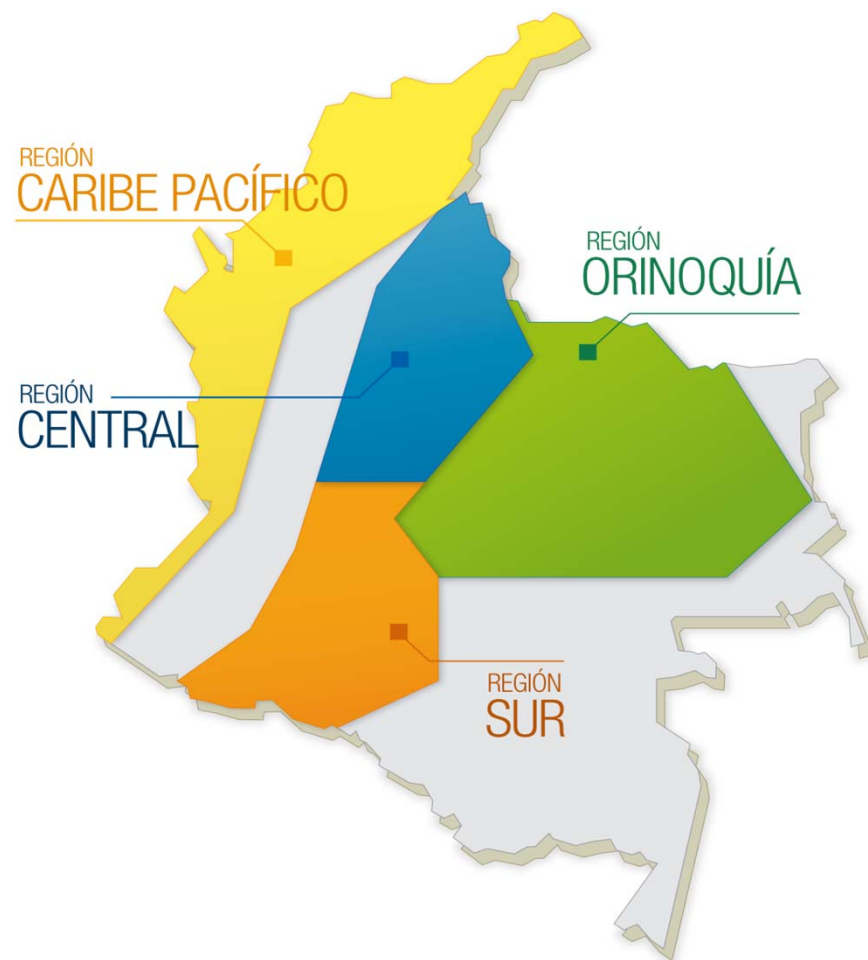 REGIÓN
CARIBE PACÍFICO
REGIÓN
ORINOQUÍA
REGIÓN
CENTRAL
REGIÓN
SUR